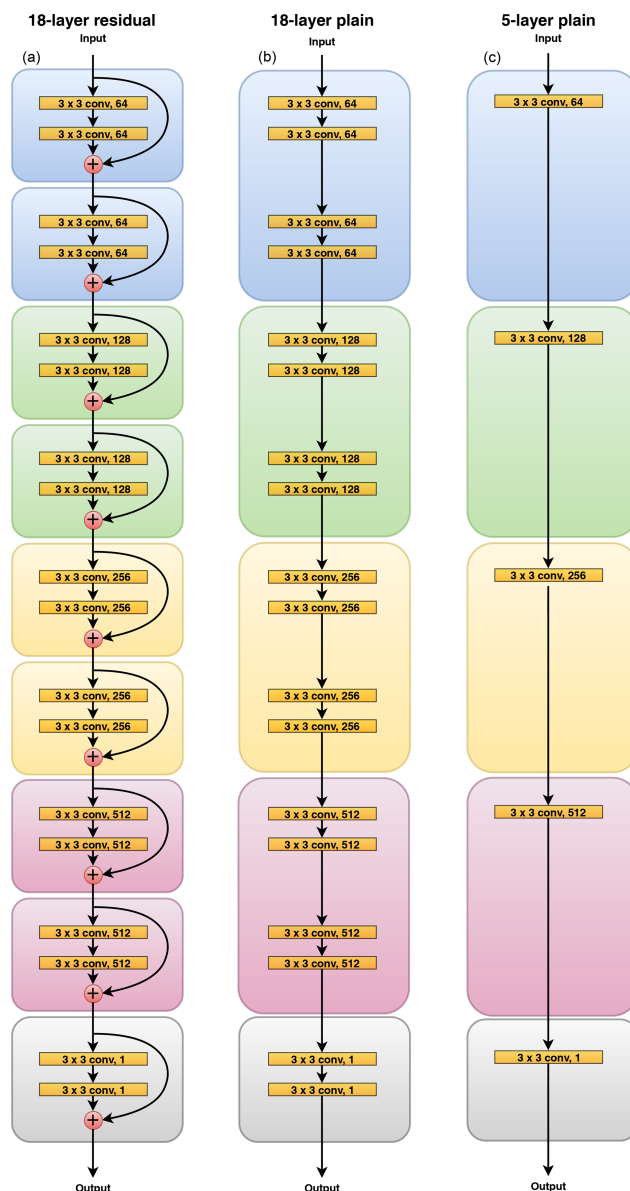 18-layer residual
Input
(a)
3 x 3 conv, 64
3 x 3 conv, 64
+
3 x 3 conv, 64
3 x 3 conv, 64
+
3 x 3 conv, 128
3 x 3 conv, 128
+
3 x 3 conv, 128
3 x 3 conv, 128
+
3 x 3 conv, 256
3 x 3 conv, 256
+
3 x 3 conv, 256
3 x 3 conv, 256
+
3 x 3 conv, 512
3 x 3 conv, 512
+
3 x 3 conv, 512
3 x 3 conv, 512
+
3 x 3 conv, 1
3 x 3 conv, 1
+
Output
18-layer plain
Input
(b)
3 x 3 conv, 64
3 x 3 conv, 64
3 x 3 conv, 64
3 x 3 conv, 64
3 x 3 conv, 128
3 x 3 conv, 128
3 x 3 conv, 128
3 x 3 conv, 128
3 x 3 conv, 256
3 x 3 conv, 256
3 x 3 conv, 256
3 x 3 conv, 256
3 x 3 conv, 512
3 x 3 conv, 512
3 x 3 conv, 512
3 x 3 conv, 512
3 x 3 conv, 1
3 x 3 conv, 1
Output
5-layer plain
Input
(c)
3 x 3 conv, 64
3 x 3 conv, 128
3 x 3 conv, 256
3 x 3 conv, 512
3 x 3 conv, 1
Output